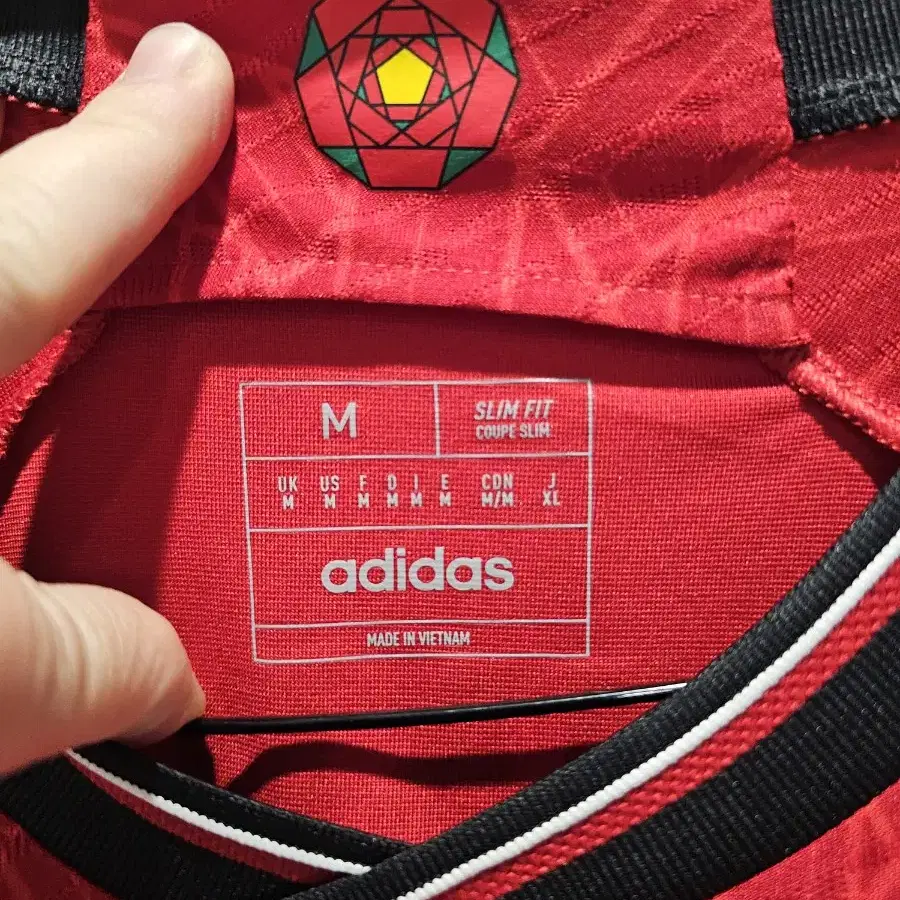 M
SLIM FIT
COUPE SLIM
UK US F D I E CDN J
M M M M M M M/M XL
adidas
MADE IN VIETNAM